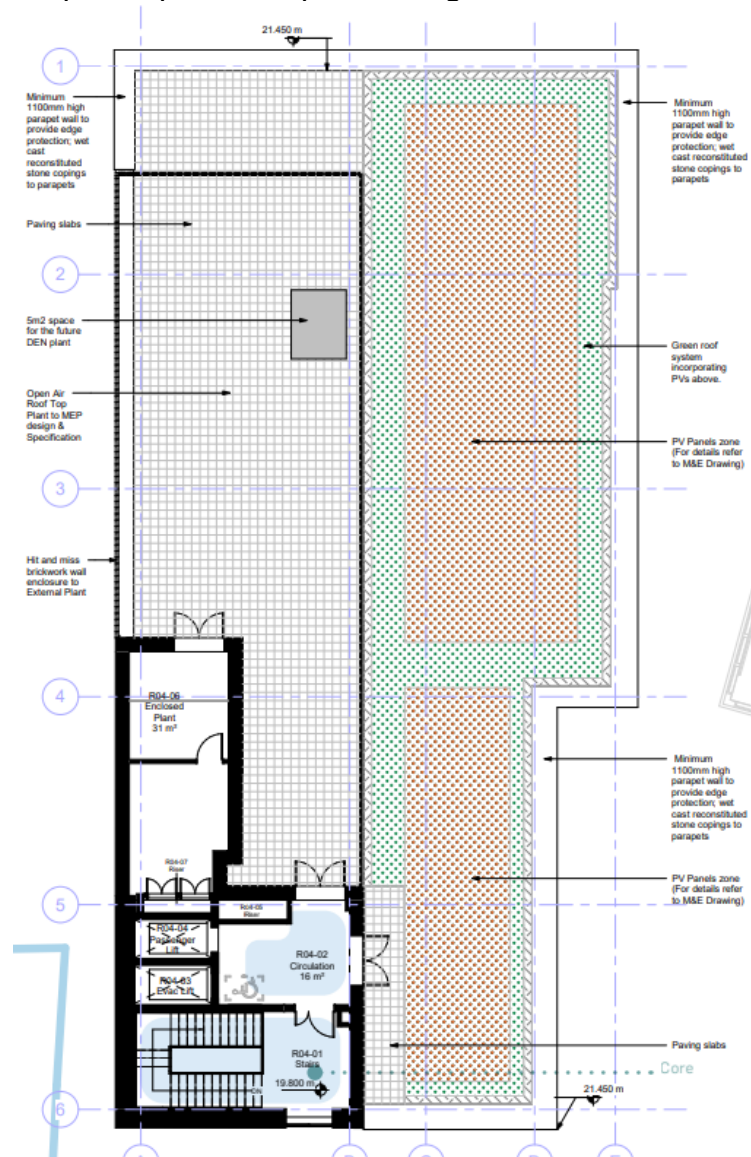 21.450 m
1
Minimum
1100mm high
parapet wall to
provide edge
protection; wet
cast
reconstituted
stone copings
to parapets
Minimum
1100mm high
parapet wall to
provide edge
protection; wet
cast
reconstituted
stone copings to
parapets
Paving slabs
2
5m2 space
for the future
DEN plant
Green roof
system
incorporating
PVs above.
Open Air
Roof Top
Plant to MEP
design &
Specification
PV Panels zone
(For details refer
to M&E Drawing)
3
Hit and miss
brickwork wall
enclosure to
External Plant
4
R04-06
Enclosed
Plant
31 m²
Minimum
1100mm high
parapet wall to
provide edge
protection; wet
cast reconstituted
stone copings to
parapets
R04-07
Riser
PV Panels zone
(For details refer
to M&E Drawing)
5
R04-05
Riser
R04-04
Passenger
Lift
R04-02
Circulation
16 m²
R04-03
Evac Lift
R04-01
Stairs
Paving slabs
Core
DN
19.800 m
21.450 m
6